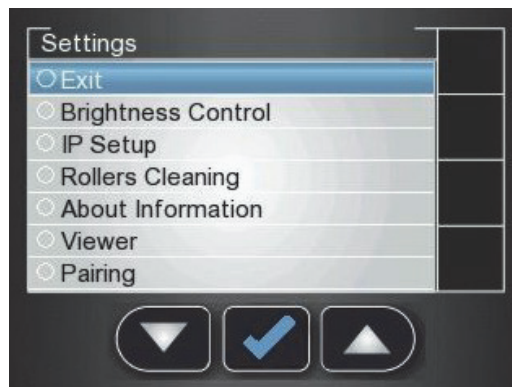 Settings
Exit
Brightness Control
IP Setup
Rollers Cleaning
About Information
Viewer
Pairing